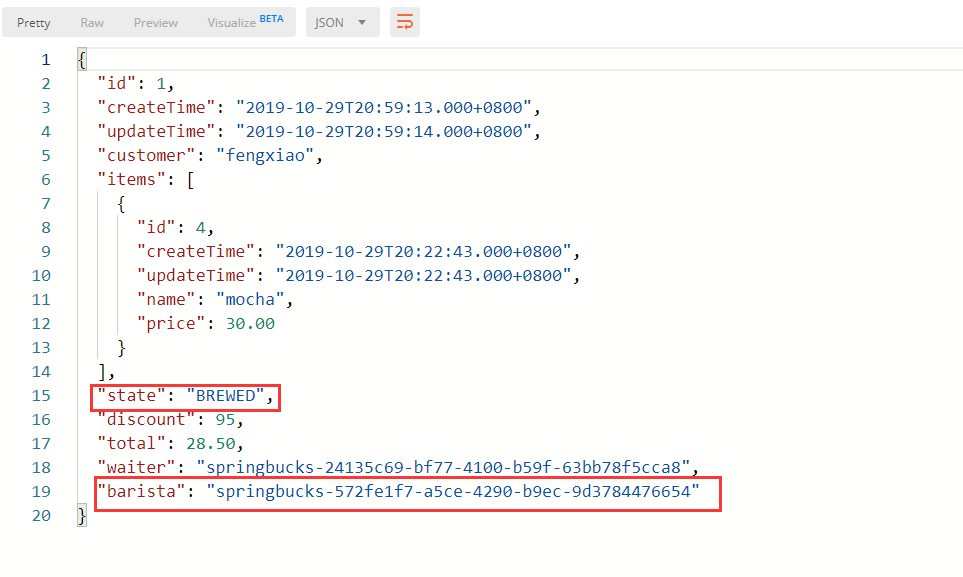 Pretty Raw Preview Visualize BETA JSON
1 {
2 "id": 1,
3 "createTime": "2019-10-29T20:59:13.000+0800",
4 "updateTime": "2019-10-29T20:59:14.000+0800",
5 "customer": "fengxiao",
6 "items": [
7 {
8 "id": 4,
9 "createTime": "2019-10-29T20:22:43.000+0800",
10 "updateTime": "2019-10-29T20:22:43.000+0800",
11 "name": "mocha",
12 "price": 30.00
13 }
14 ],
15 "state": "BREWED",
16 "discount": 95,
17 "total": 28.50,
18 "waiter": "springbucks-24135c69-bf77-4100-b59f-63bb78f5cca8",
19 "barista": "springbucks-572fe1f7-a5ce-4290-b9ec-9d3784476654"
20 }